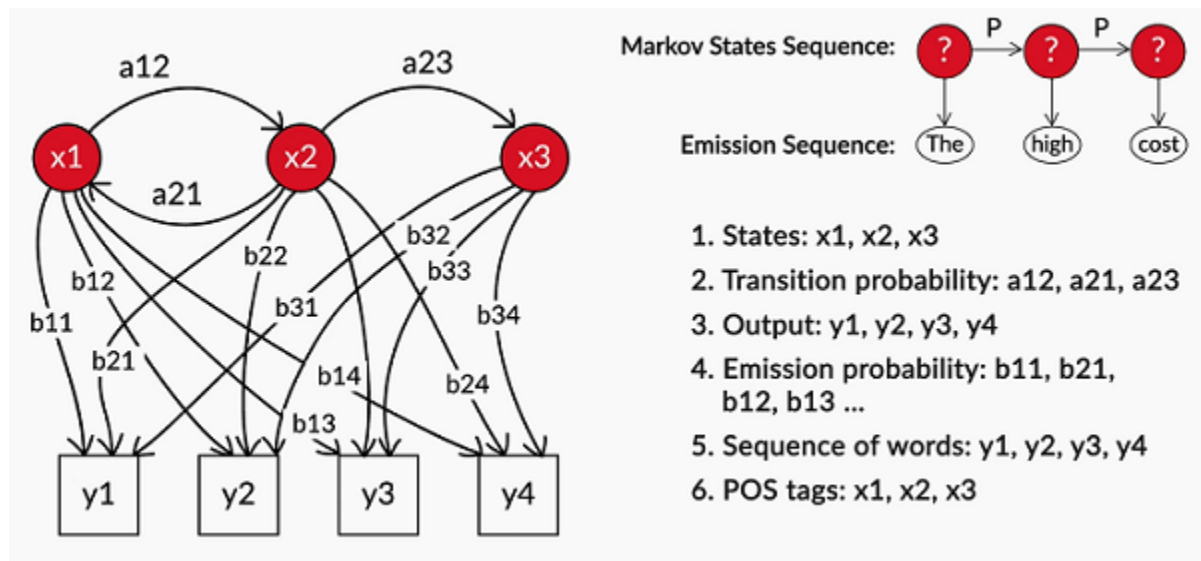 a12
a23
x1
x2
x3
a21
b32
b22
b33
b12
b31
b11
b34
b21
b14
b24
b13
y1
y2
y3
y4
Markov States Sequence:
?
P
?
P
?
Emission Sequence:
The
high
cost
1. States: x1, x2, x3
2. Transition probability: a12, a21, a23
3. Output: y1, y2, y3, y4
4. Emission probability: b11, b21,
b12, b13 ...
5. Sequence of words: y1, y2, y3, y4
6. POS tags: x1, x2, x3